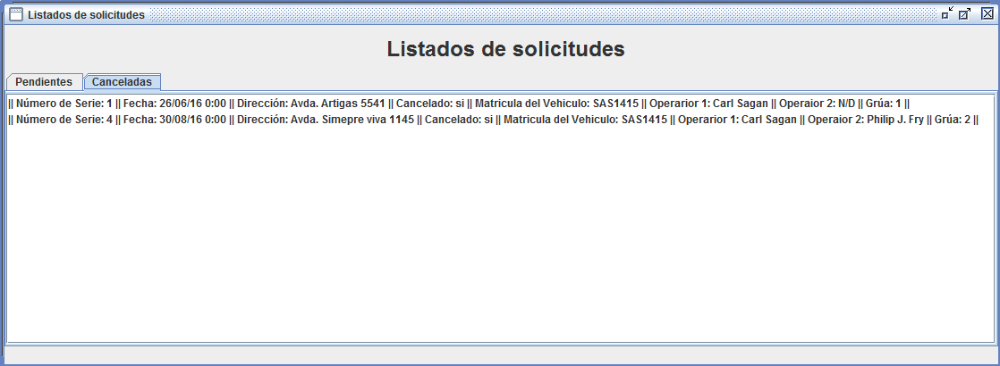 Listados de solicitudes
Listados de solicitudes
Pendientes
Canceladas
|| Número de Serie: 1 || Fecha: 26/06/16 0:00 || Dirección: Avda. Artigas 5541 || Cancelado: si || Matricula del Vehiculo: SAS1415 || Operarior 1: Carl Sagan || Operaior 2: N/D || Grúa: 1 ||
|| Número de Serie: 4 || Fecha: 30/08/16 0:00 || Dirección: Avda. Simepre viva 1145 || Cancelado: si || Matricula del Vehiculo: SAS1415 || Operarior 1: Carl Sagan || Operaior 2: Philip J. Fry || Grúa: 2 ||